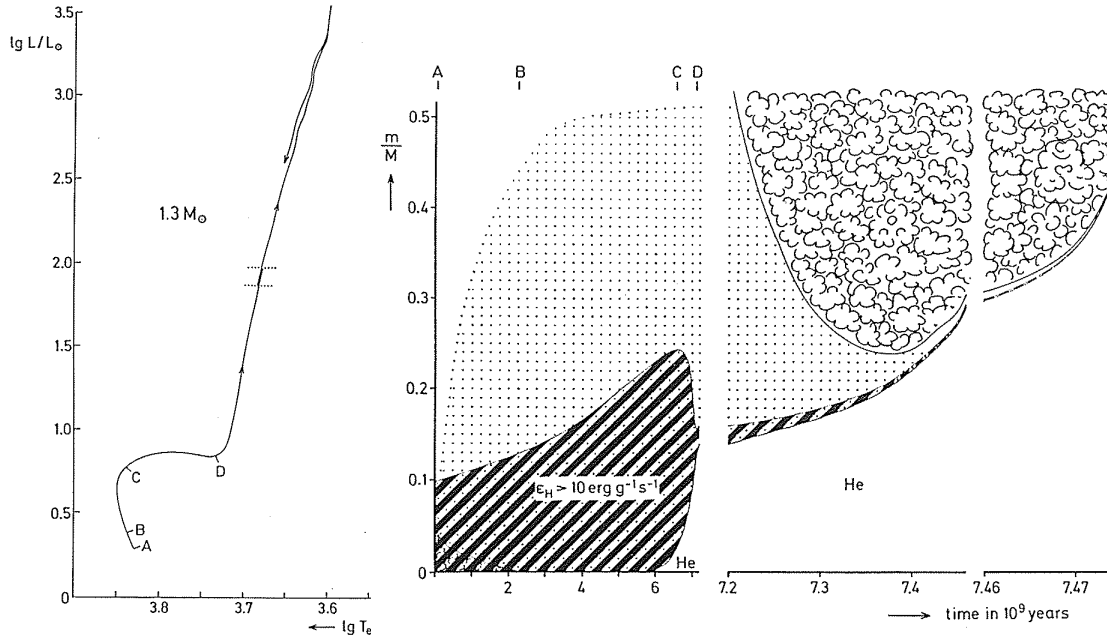 3.5
lg L/L⊙
3.0
2.5
2.0
1.5
1.0
0.5
0
1.3 M⊙
A
B
C
D
3.8
3.7
3.6
← lg Te
A
B
C
D
0.5
m/M
0.4
0.3
0.2
0.1
0
εH > 10 erg g⁻¹ s⁻¹
He
2
4
6
He
7.2
7.3
7.4
7.46
7.47
→ time in 10⁹ years